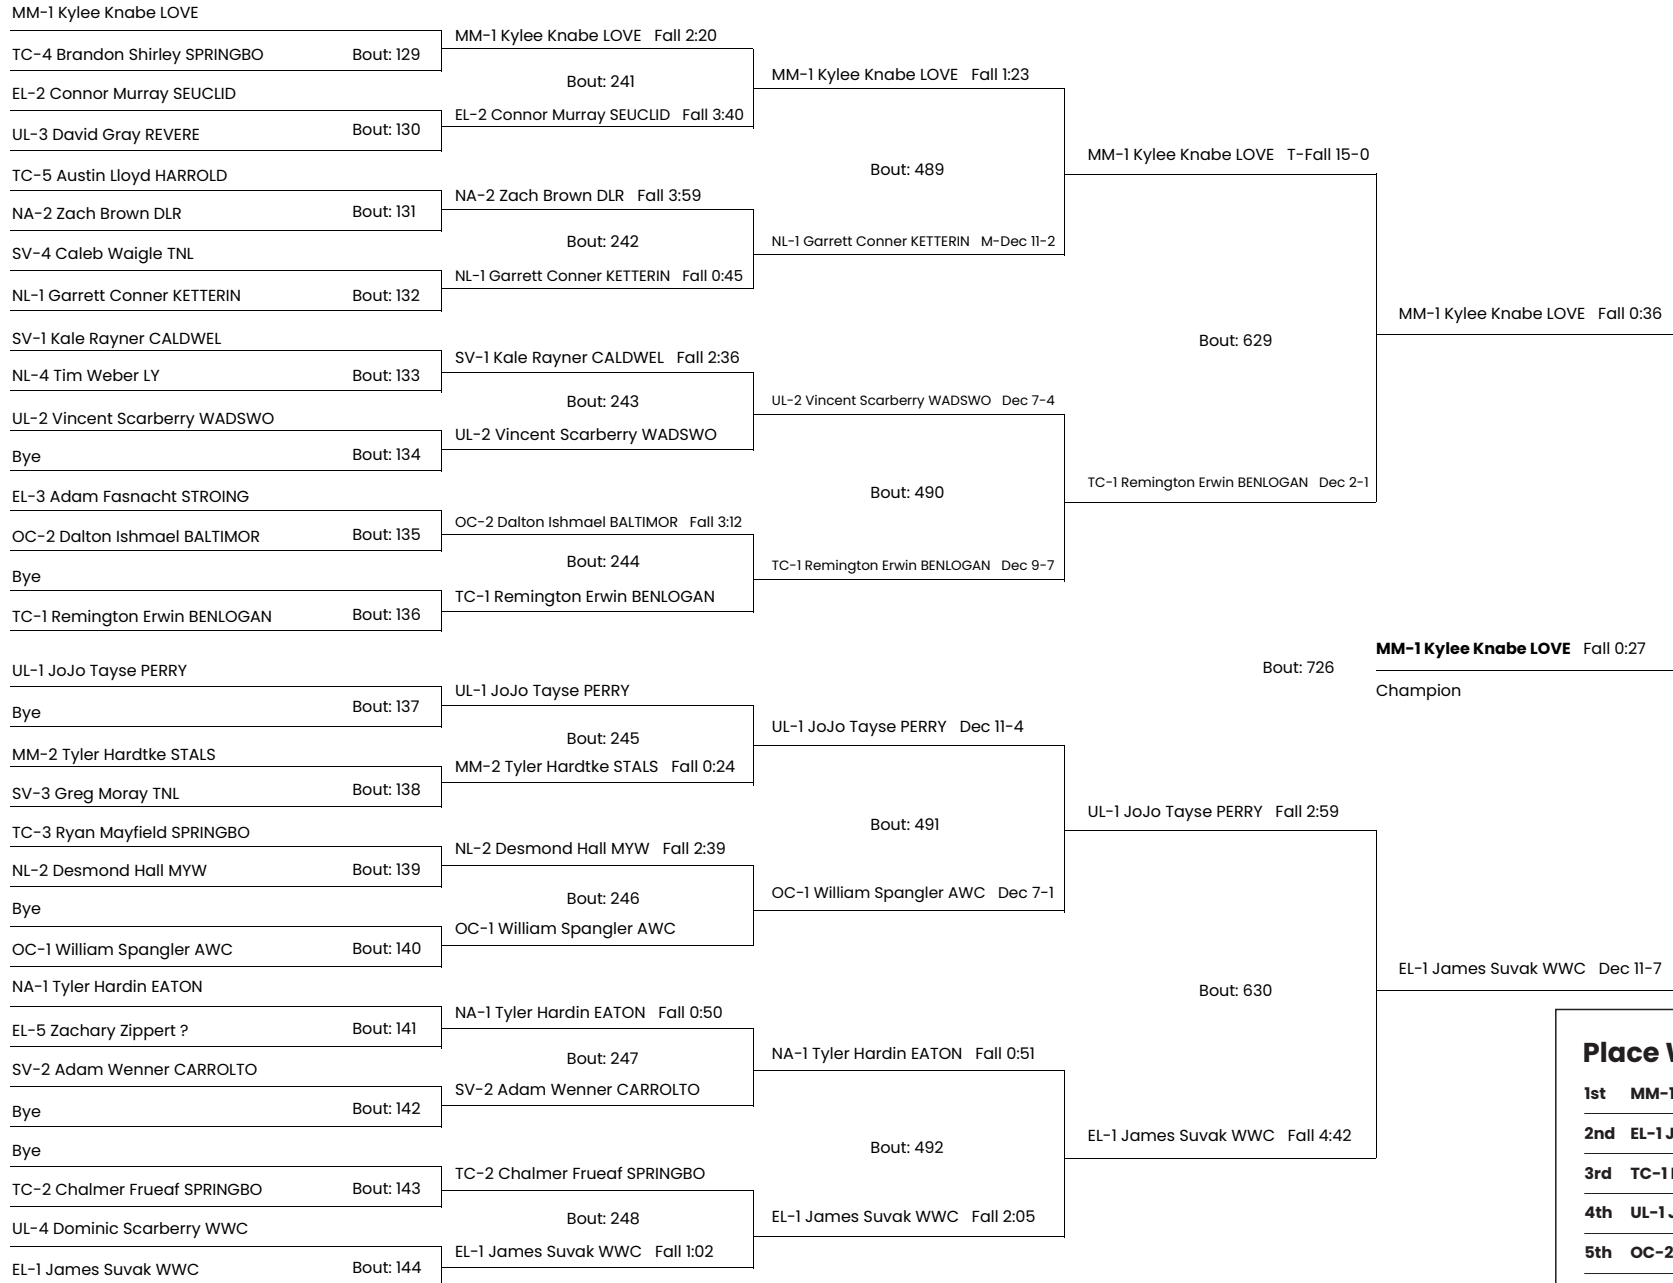 MM-1 Kylee Knabe LOVE
TC-4 Brandon Shirley SPRINGBO Bout: 129
EL-2 Connor Murray SEUCLID
UL-3 David Gray REVERE Bout: 130
TC-5 Austin Lloyd HARROLD
NA-2 Zach Brown DLR Bout: 131
SV-4 Caleb Waigle TNL
NL-1 Garrett Conner KETTERIN Bout: 132
SV-1 Kale Rayner CALDWEL
NL-4 Tim Weber LY Bout: 133
UL-2 Vincent Scarberry WADSWO
Bye Bout: 134
EL-3 Adam Fasnacht STROING
OC-2 Dalton Ishmael BALTIMOR Bout: 135
Bye
TC-1 Remington Erwin BENLOGAN Bout: 136
UL-1 JoJo Tayse PERRY
Bye Bout: 137
MM-2 Tyler Hardtke STALS
SV-3 Greg Moray TNL Bout: 138
TC-3 Ryan Mayfield SPRINGBO
NL-2 Desmond Hall MYW Bout: 139
Bye
OC-1 William Spangler AWC Bout: 140
NA-1 Tyler Hardin EATON
EL-5 Zachary Zippert ? Bout: 141
SV-2 Adam Wenner CARROLTO
Bye Bout: 142
Bye
TC-2 Chalmer Frueaf SPRINGBO Bout: 143
UL-4 Dominic Scarberry WWC
EL-1 James Suvak WWC Bout: 144
MM-1 Kylee Knabe LOVE Fall 2:20
Bout: 241
EL-2 Connor Murray SEUCLID Fall 3:40
NA-2 Zach Brown DLR Fall 3:59
Bout: 242
NL-1 Garrett Conner KETTERIN Fall 0:45
SV-1 Kale Rayner CALDWEL Fall 2:36
Bout: 243
UL-2 Vincent Scarberry WADSWO
OC-2 Dalton Ishmael BALTIMOR Fall 3:12
Bout: 244
TC-1 Remington Erwin BENLOGAN
UL-1 JoJo Tayse PERRY
Bout: 245
MM-2 Tyler Hardtke STALS Fall 0:24
NL-2 Desmond Hall MYW Fall 2:39
Bout: 246
OC-1 William Spangler AWC
NA-1 Tyler Hardin EATON Fall 0:50
Bout: 247
SV-2 Adam Wenner CARROLTO
TC-2 Chalmer Frueaf SPRINGBO
Bout: 248
EL-1 James Suvak WWC Fall 1:02
MM-1 Kylee Knabe LOVE Fall 1:23
Bout: 489
NL-1 Garrett Conner KETTERIN M-Dec 11-2
UL-2 Vincent Scarberry WADSWO Dec 7-4
Bout: 490
TC-1 Remington Erwin BENLOGAN Dec 9-7
UL-1 JoJo Tayse PERRY Dec 11-4
Bout: 491
OC-1 William Spangler AWC Dec 7-1
NA-1 Tyler Hardin EATON Fall 0:51
Bout: 492
EL-1 James Suvak WWC Fall 2:05
MM-1 Kylee Knabe LOVE T-Fall 15-0
Bout: 629
TC-1 Remington Erwin BENLOGAN Dec 2-1
UL-1 JoJo Tayse PERRY Fall 2:59
Bout: 630
EL-1 James Suvak WWC Fall 4:42
MM-1 Kylee Knabe LOVE Fall 0:36
Bout: 726
MM-1 Kylee Knabe LOVE Fall 0:27
Champion
EL-1 James Suvak WWC Dec 11-7
Place
1st MM-1
2nd EL-1
3rd TC-1
4th UL-1
5th OC-2